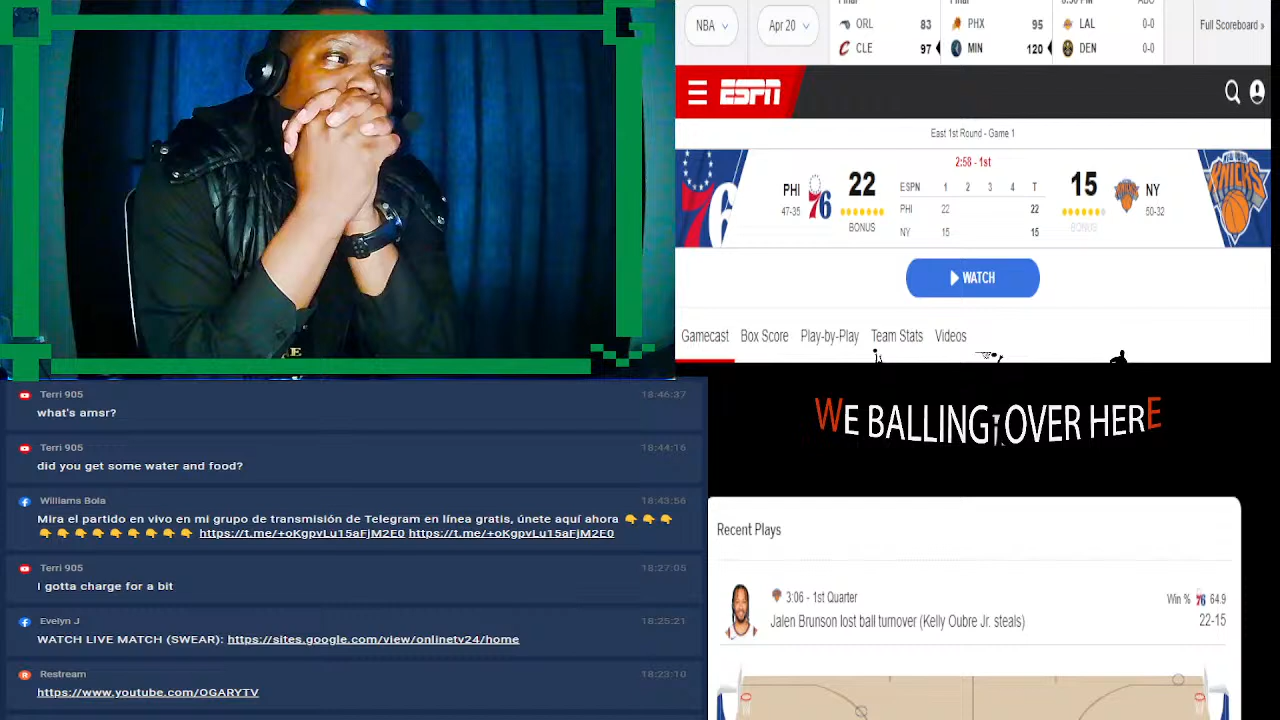 NBA
Apr 20
ORL 83
CLE 97
PHX 95
MIN 120
LAL 0-0
DEN 0-0
Full Scoreboard »
ESPN
East 1st Round - Game 1
2:58 - 1st
PHI 22
47-35
BONUS
ESPN 1 2 3 4 T
PHI 22 22
NY 15 15
15 NY
50-32
BONUS
KNICKS
WATCH
Gamecast Box Score Play-by-Play Team Stats Videos
WE BALLING OVER HERE
Recent Plays
3:06 - 1st Quarter
Jalen Brunson lost ball turnover (Kelly Oubre Jr. steals)
Win % 64.9
22-15
Terri 905 18:46:37
what's amsr?
Terri 905 18:44:16
did you get some water and food?
Williams Bola 18:43:56
Mira el partido en vivo en mi grupo de transmisión de Telegram en línea gratis, únete aquí ahora 👇 👇 👇
👇 👇 👇 👇 👇 👇 👇 👇 👇 https://t.me/+oKgpvLu15aFjM2E0 https://t.me/+oKgpvLu15aFjM2E0
Terri 905 18:27:05
I gotta charge for a bit
Evelyn J 18:25:21
WATCH LIVE MATCH (SWEAR): https://sites.google.com/view/onlinetv24/home
Restream 18:23:10
https://www.youtube.com/OGARYTV